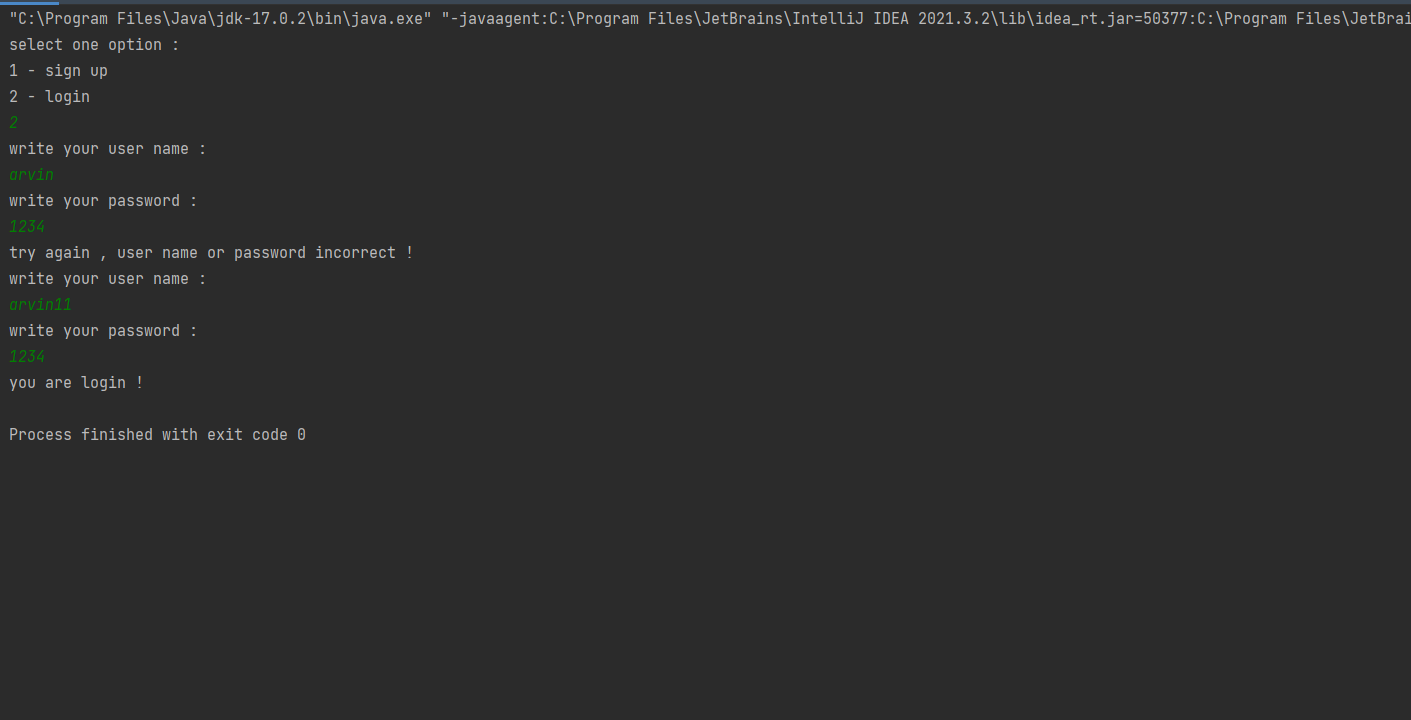 "C:\Program Files\Java\jdk-17.0.2\bin\java.exe" "-javaagent:C:\Program Files\JetBrains\IntelliJ IDEA 2021.3.2\lib\idea_rt.jar=50377:C:\Program Files\JetBrai
select one option :
1 - sign up
2 - login
2
write your user name :
arvin
write your password :
1234
try again , user name or password incorrect !
write your user name :
arvin11
write your password :
1234
you are login !
Process finished with exit code 0